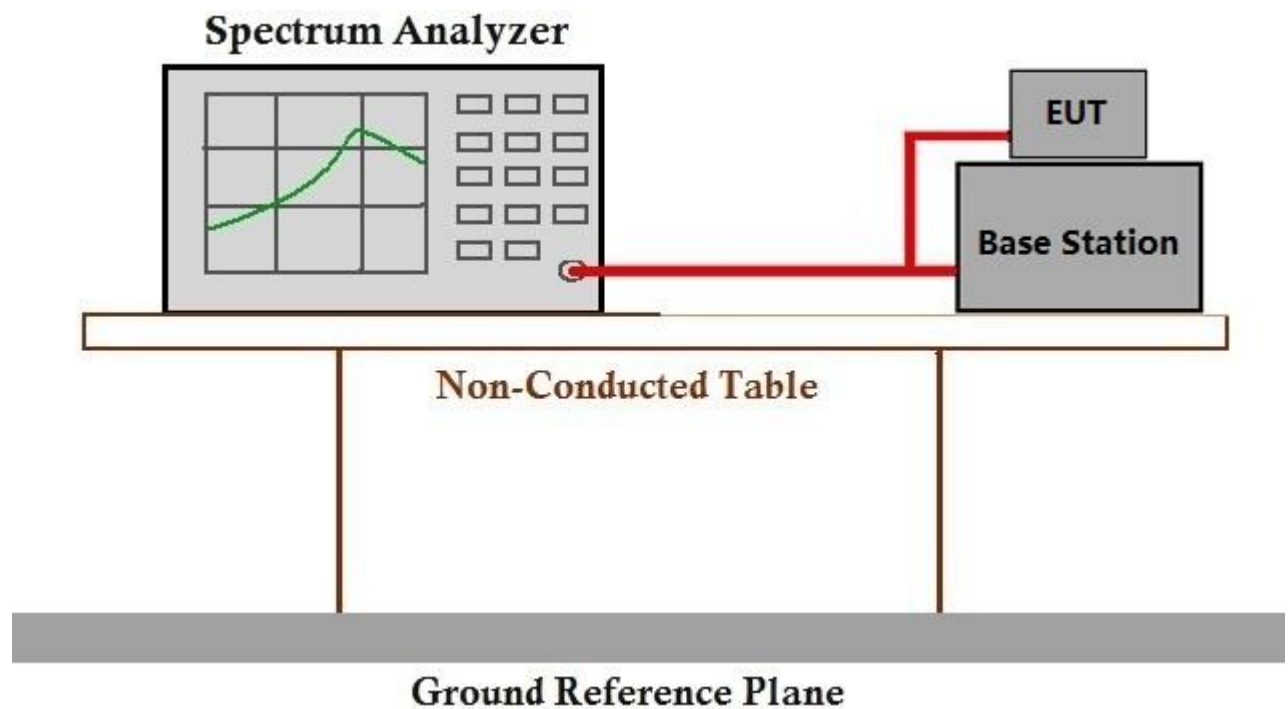 Spectrum Analyzer
EUT
Base Station
Non-Conducted Table
Ground Reference Plane